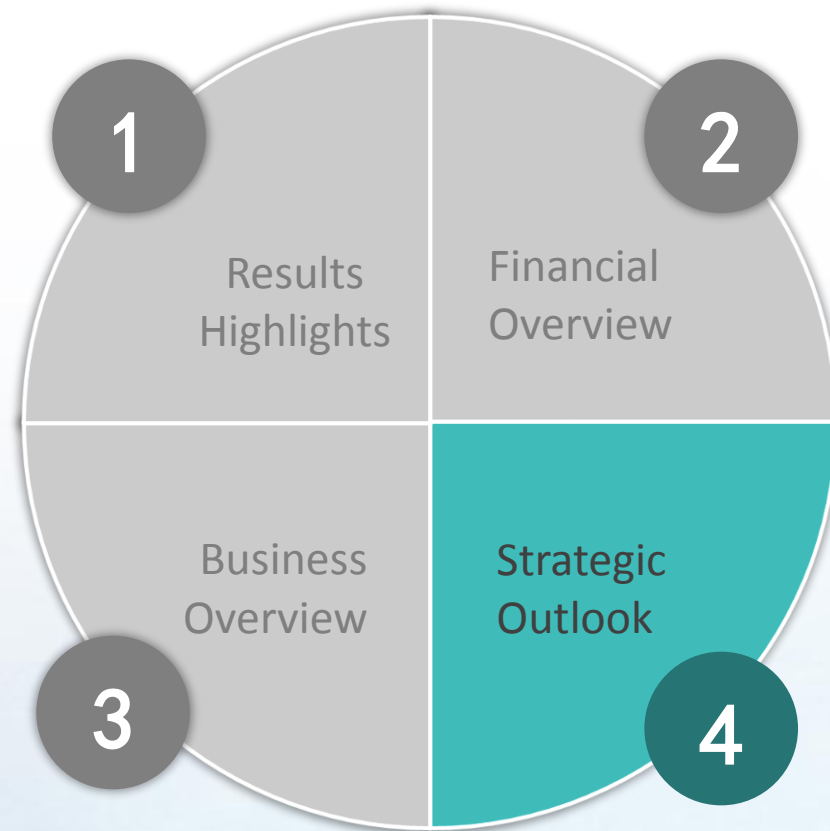 1
Results
Highlights
2
Financial
Overview
3
Business
Overview
4
Strategic
Outlook